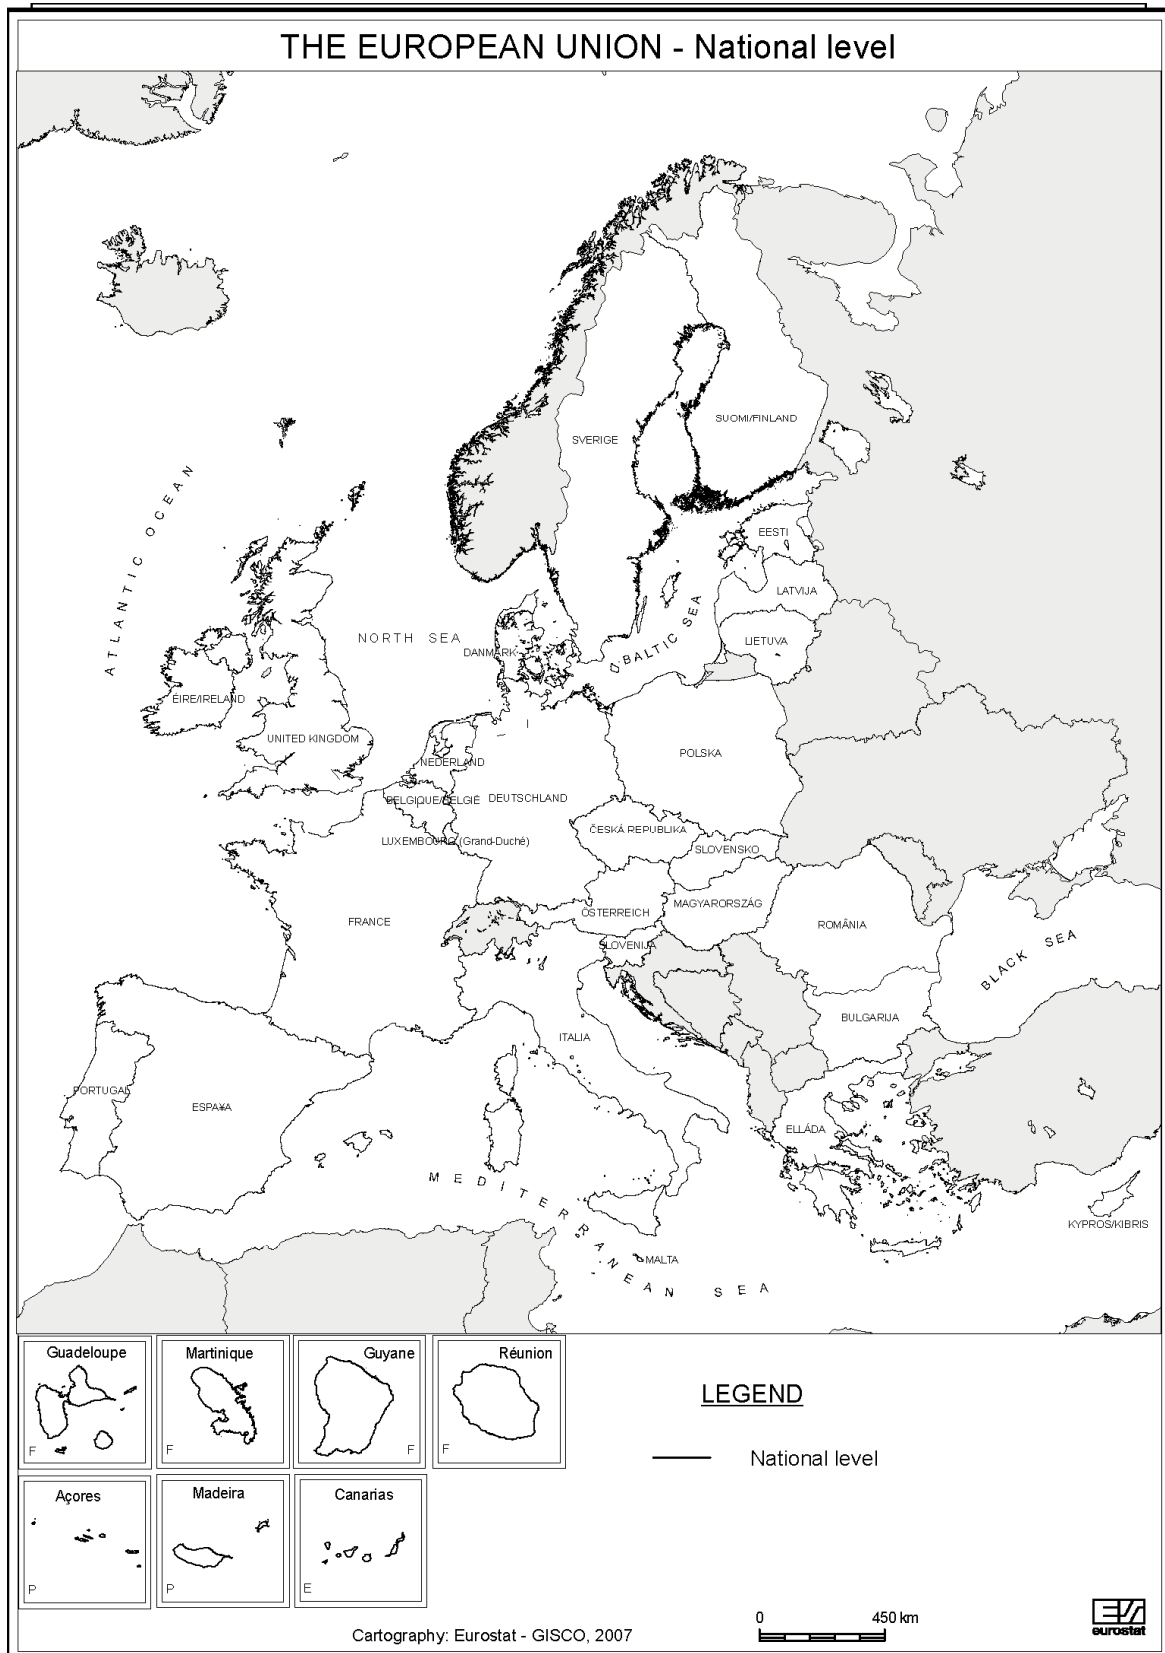 THE EUROPEAN UNION - National level
SUOMI/FINLAND
SVERIGE
ATLANTIC OCEAN
EESTI
LATVIJA
NORTH SEA
BALTIC SEA
LIETUVA
DANMARK
ÉIRE/IRELAND
UNITED KINGDOM
POLSKA
NEDERLAND
BELGIQUE/BELGIË
DEUTSCHLAND
ČESKÁ REPUBLIKA
LUXEMBOURG (Grand-Duché)
SLOVENSKO
MAGYARORSZÁG
ÖSTERREICH
FRANCE
ROMÂNIA
SLOVENIJA
BLACK SEA
BULGARIJA
ITALIA
PORTUGAL
ESPA¥A
ELLÁDA
MEDITERRANEAN SEA
KYPROS/KIBRIS
MALTA
Guadeloupe
F
Martinique
F
Guyane
F
Réunion
F
LEGEND
National level
Açores
P
Madeira
P
Canarias
E
0 450 km
Cartography: Eurostat - GISCO, 2007
eurostat